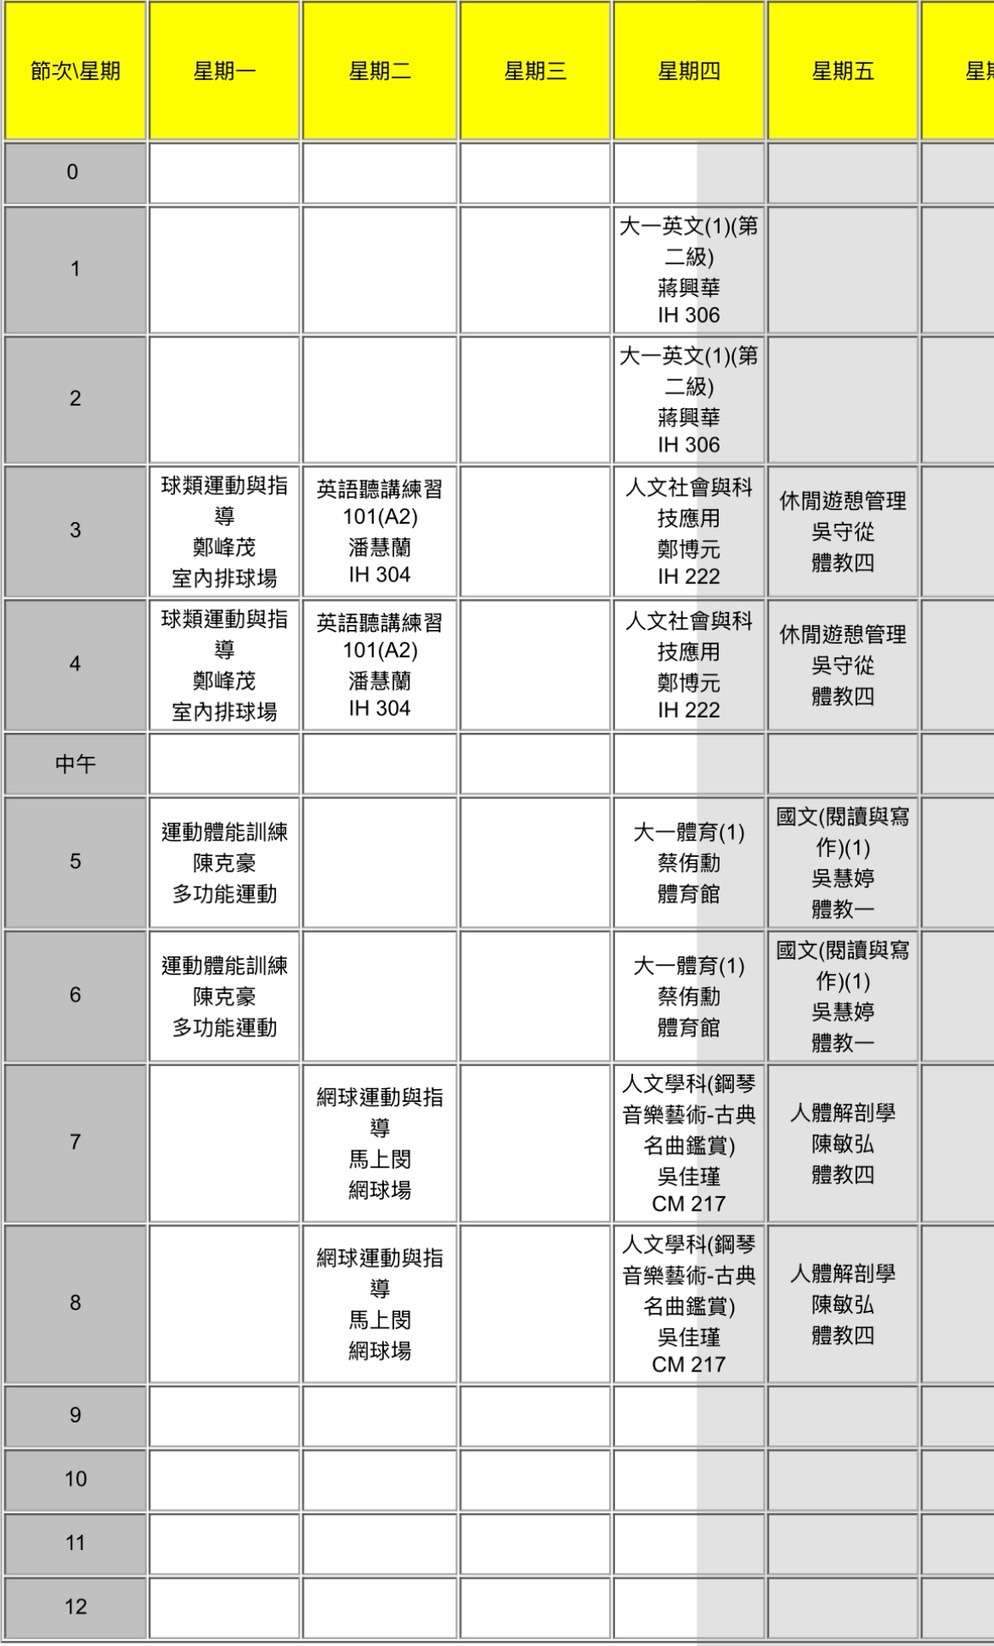 節次\星期 星期一 星期二 星期三 星期四 星期五 星
0
1
大一英文(1)(第
二級)
蔣興華
IH 306
2
大一英文(1)(第
二級)
蔣興華
IH 306
3
球類運動與指
導
鄭峰茂
室內排球場
英語聽講練習
101(A2)
潘慧蘭
IH 304
人文社會與科
技應用
鄭博元
IH 222
休閒遊憩管理
吳守從
體教四
4
球類運動與指
導
鄭峰茂
室內排球場
英語聽講練習
101(A2)
潘慧蘭
IH 304
人文社會與科
技應用
鄭博元
IH 222
休閒遊憩管理
吳守從
體教四
中午
5
運動體能訓練
陳克豪
多功能運動
大一體育(1)
蔡侑勳
體育館
國文(閱讀與寫
作)(1)
吳慧婷
體教一
6
運動體能訓練
陳克豪
多功能運動
大一體育(1)
蔡侑勳
體育館
國文(閱讀與寫
作)(1)
吳慧婷
體教一
7
網球運動與指
導
馬上閔
網球場
人文學科(鋼琴
音樂藝術-古典
名曲鑑賞)
吳佳瑾
CM 217
人體解剖學
陳敏弘
體教四
8
網球運動與指
導
馬上閔
網球場
人文學科(鋼琴
音樂藝術-古典
名曲鑑賞)
吳佳瑾
CM 217
人體解剖學
陳敏弘
體教四
9
10
11
12